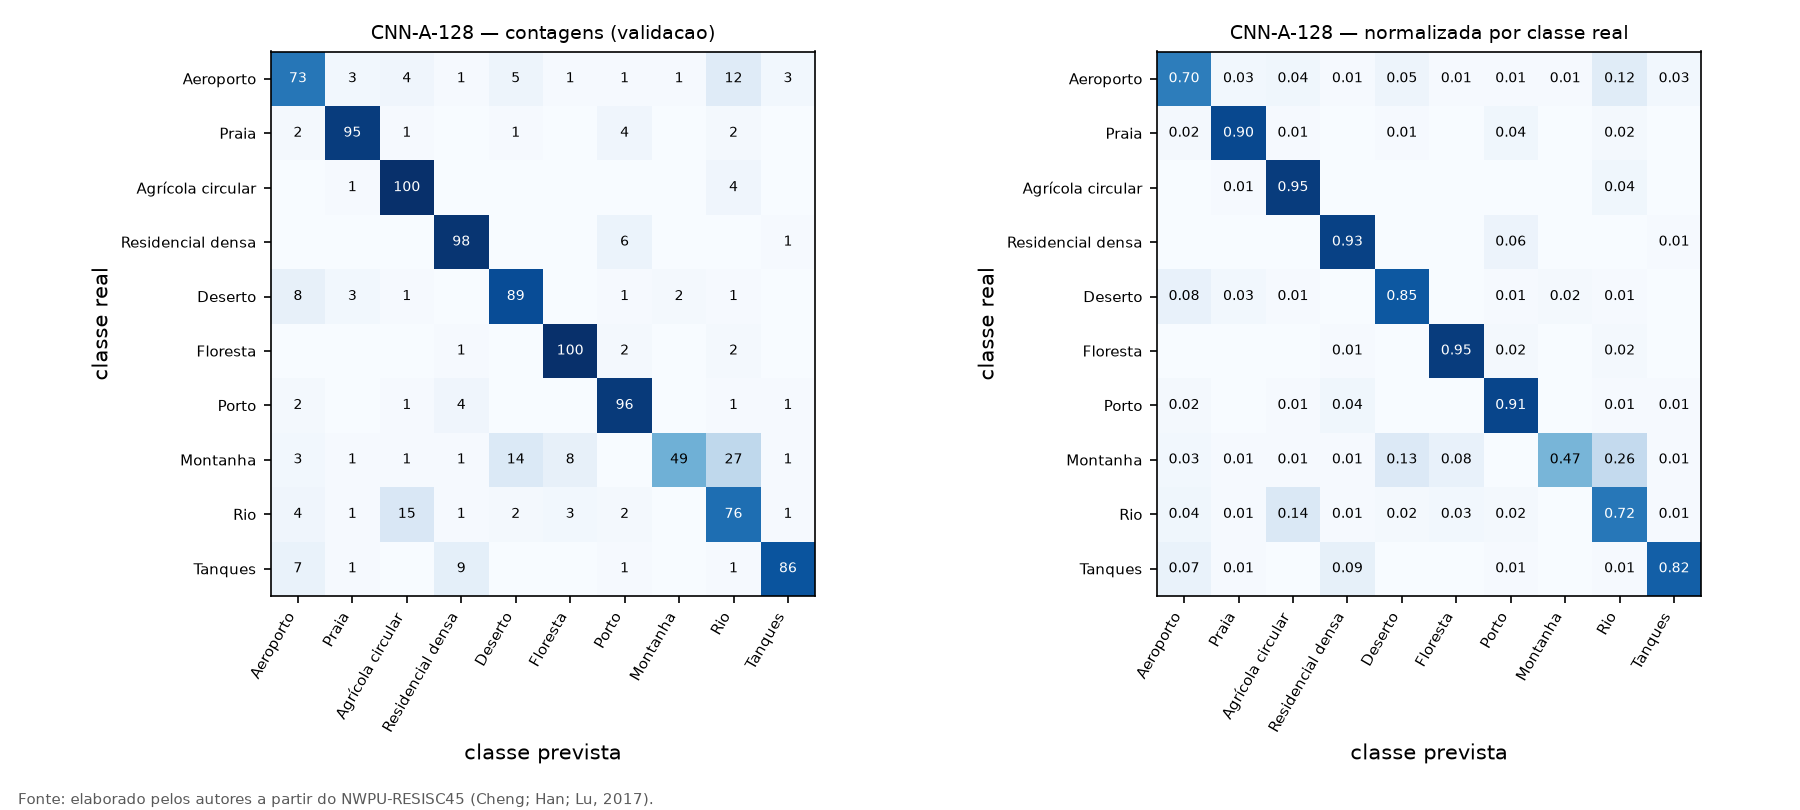 CNN-A-128 — contagens (validacao)
classe real
Aeroporto 73 3 4 1 5 1 1 1 12 3
Praia 2 95 1 1 4 2
Agrícola circular 1 100 4
Residencial densa 98 6 1
Deserto 8 3 1 89 1 2 1
Floresta 1 100 2 2
Porto 2 1 4 96 1 1
Montanha 3 1 1 1 14 8 49 27 1
Rio 4 1 15 1 2 3 2 76 1
Tanques 7 1 9 1 1 86
Aeroporto Praia Agrícola circular Residencial densa Deserto Floresta Porto Montanha Rio Tanques
classe prevista
CNN-A-128 — normalizada por classe real
classe real
Aeroporto 0.70 0.03 0.04 0.01 0.05 0.01 0.01 0.01 0.12 0.03
Praia 0.02 0.90 0.01 0.01 0.04 0.02
Agrícola circular 0.01 0.95 0.04
Residencial densa 0.93 0.06 0.01
Deserto 0.08 0.03 0.01 0.85 0.01 0.02 0.01
Floresta 0.01 0.95 0.02 0.02
Porto 0.02 0.01 0.04 0.91 0.01 0.01
Montanha 0.03 0.01 0.01 0.01 0.13 0.08 0.47 0.26 0.01
Rio 0.04 0.01 0.14 0.01 0.02 0.03 0.02 0.72 0.01
Tanques 0.07 0.01 0.09 0.01 0.01 0.82
Aeroporto Praia Agrícola circular Residencial densa Deserto Floresta Porto Montanha Rio Tanques
classe prevista
Fonte: elaborado pelos autores a partir do NWPU-RESISC45 (Cheng; Han; Lu, 2017).